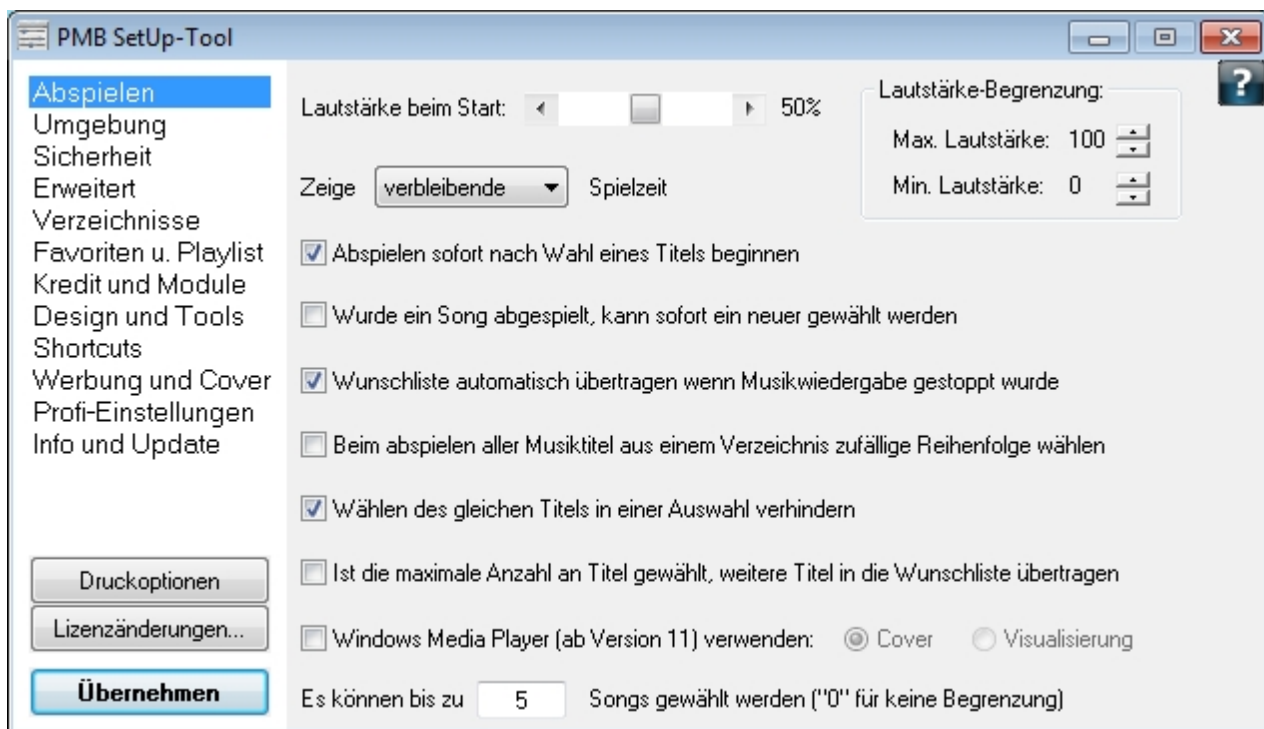 PMB SetUp-Tool
?
Abspielen
Umgebung
Sicherheit
Erweitert
Verzeichnisse
Favoriten u. Playlist
Kredit und Module
Design und Tools
Shortcuts
Werbung und Cover
Profi-Einstellungen
Info und Update
Druckoptionen
Lizenzänderungen...
Übernehmen
Lautstärke beim Start: 50%
Lautstärke-Begrenzung:
Max. Lautstärke: 100
Min. Lautstärke: 0
Zeige verbleibende Spielzeit
Abspielen sofort nach Wahl eines Titels beginnen
Wurde ein Song abgespielt, kann sofort ein neuer gewählt werden
Wunschliste automatisch übertragen wenn Musikwiedergabe gestoppt wurde
Beim abspielen aller Musiktitel aus einem Verzeichnis zufällige Reihenfolge wählen
Wählen des gleichen Titels in einer Auswahl verhindern
Ist die maximale Anzahl an Titel gewählt, weitere Titel in die Wunschliste übertragen
Windows Media Player (ab Version 11) verwenden: Cover Visualisierung
Es können bis zu 5 Songs gewählt werden ("0" für keine Begrenzung)